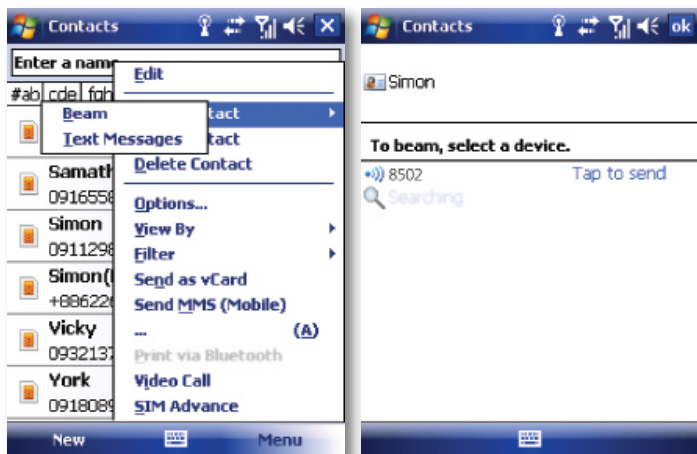 Contacts
Enter a name
#ab cde fgh
Edit
Beam
Text Messages
tact
tact
Delete Contact
Options...
View By
Filter
Send as vCard
Send MMS (Mobile)
... (A)
Print via Bluetooth
Video Call
SIM Advance
Samath
0916558
Simon
0911298
Simon(
+88622
Vicky
0932137
York
0918089
New
Menu
Contacts
ok
Simon
To beam, select a device.
8502 Tap to send
Searching